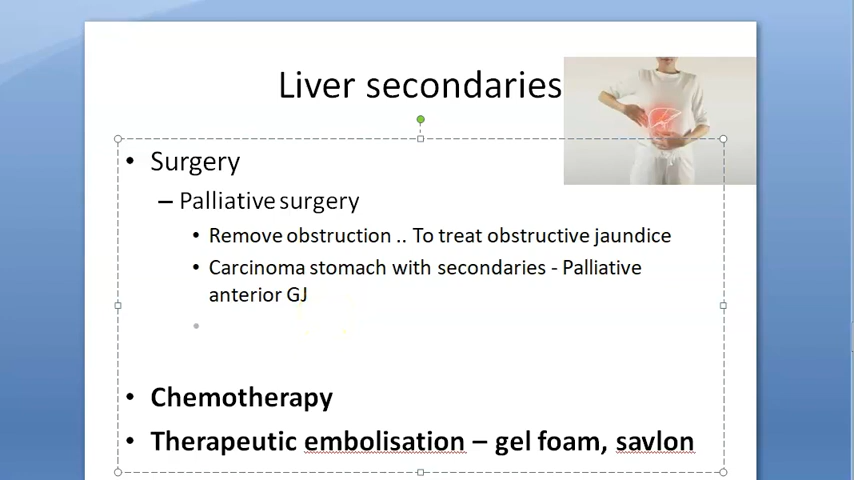 Liver secondaries
• Surgery
– Palliative surgery
• Remove obstruction .. To treat obstructive jaundice
• Carcinoma stomach with secondaries - Palliative
anterior GJ
•
• Chemotherapy
• Therapeutic embolisation – gel foam, savlon